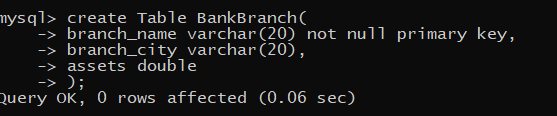 mysql> create Table BankBranch(
    -> branch_name varchar(20) not null primary key,
    -> branch_city varchar(20),
    -> assets double
    -> );
Query OK, 0 rows affected (0.06 sec)